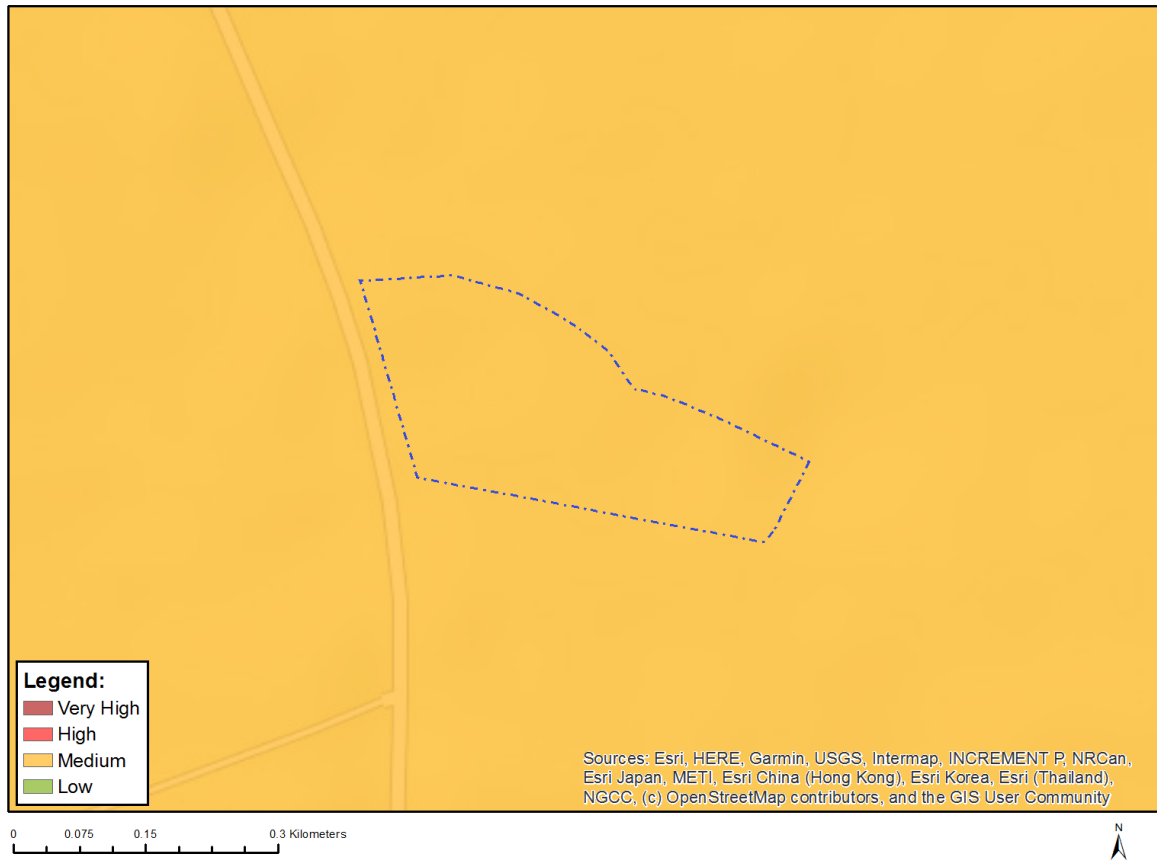 Legend:
Very High
High
Medium
Low
Sources: Esri, HERE, Garmin, USGS, Intermap, INCREMENT P, NRCan,
Esri Japan, METI, Esri China (Hong Kong), Esri Korea, Esri (Thailand),
NGCC, (c) OpenStreetMap contributors, and the GIS User Community
0 0.075 0.15 0.3 Kilometers
N